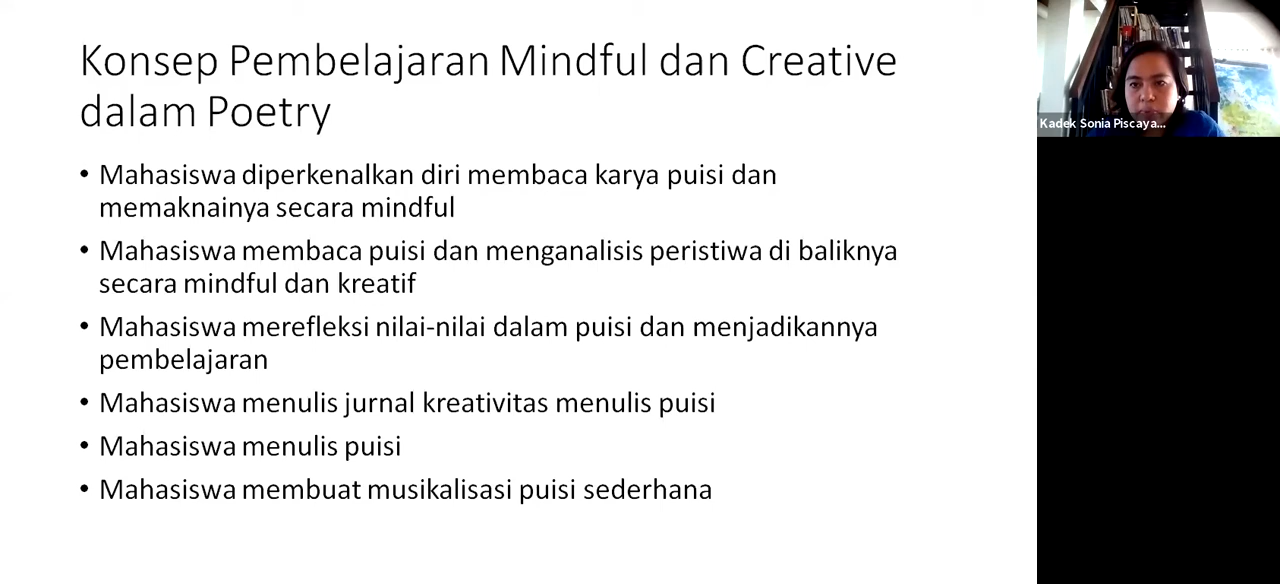 Konsep Pembelajaran Mindful dan Creative
dalam Poetry
• Mahasiswa diperkenalkan diri membaca karya puisi dan
memaknainya secara mindful
• Mahasiswa membaca puisi dan menganalisis peristiwa di baliknya
secara mindful dan kreatif
• Mahasiswa merefleksi nilai-nilai dalam puisi dan menjadikannya
pembelajaran
• Mahasiswa menulis jurnal kreativitas menulis puisi
• Mahasiswa menulis puisi
• Mahasiswa membuat musikalisasi puisi sederhana
Kadek Sonia Piscaya...